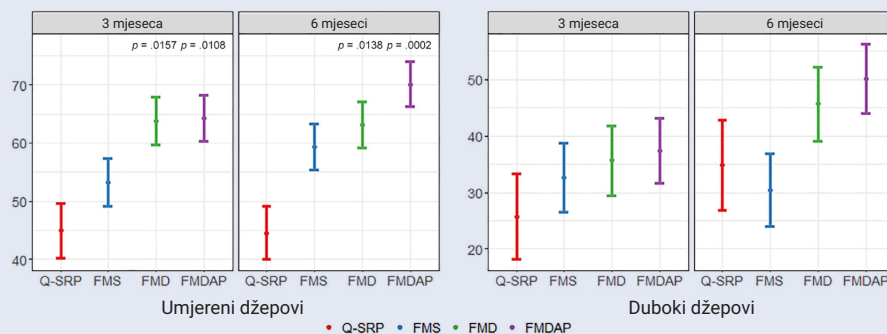 3 mjeseca 6 mjeseci
p = .0157 p = .0108 p = .0138 p = .0002
70
60
50
40
Q-SRP FMS FMD FMDAP Q-SRP FMS FMD FMDAP
Umjereni džepovi
3 mjeseca 6 mjeseci
50
40
30
20
Q-SRP FMS FMD FMDAP Q-SRP FMS FMD FMDAP
Duboki džepovi
Q-SRP FMS FMD FMDAP